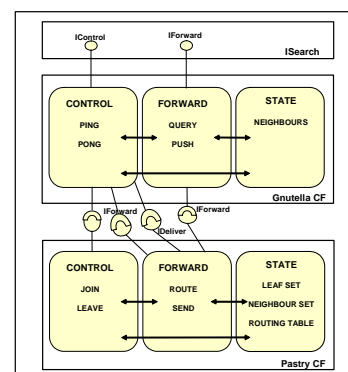 IControl IForward
ISearch
CONTROL FORWARD STATE
PING QUERY NEIGHBOURS
PONG PUSH
Gnutella CF
IForward IDeliver IForward
CONTROL FORWARD STATE
JOIN ROUTE LEAF SET
LEAVE SEND NEIGHBOUR SET
ROUTING TABLE
Pastry CF